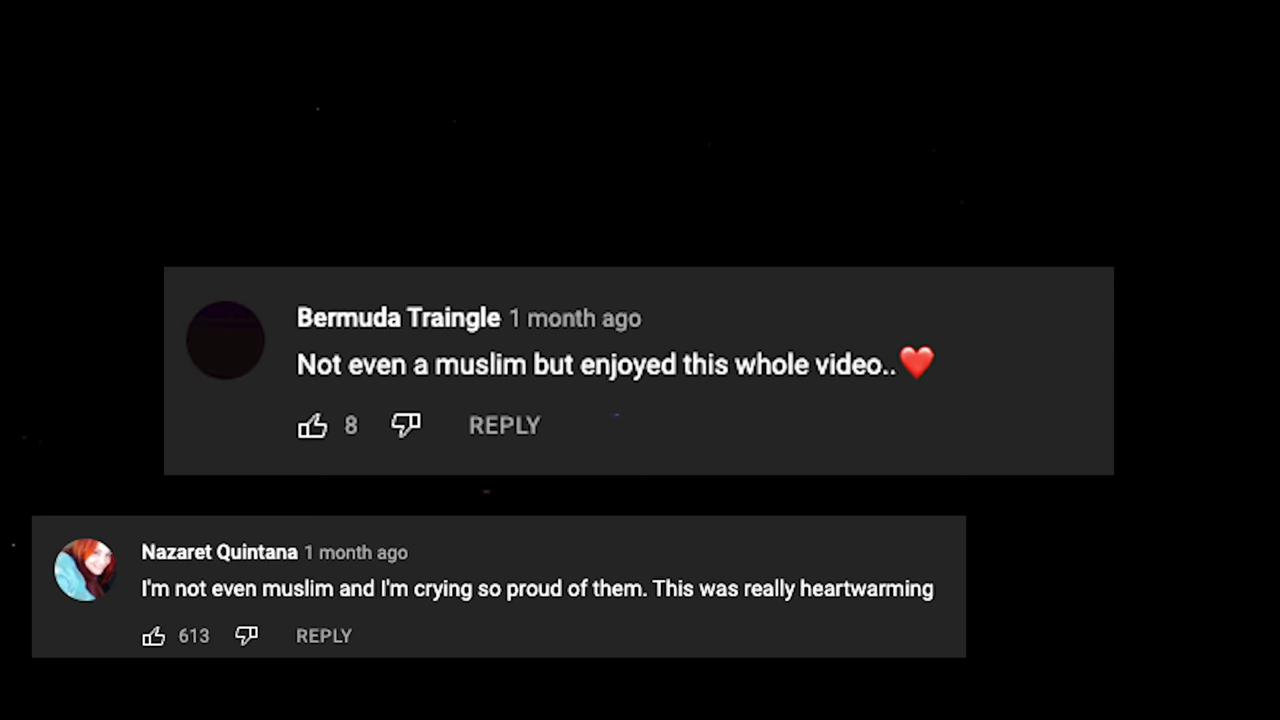 Bermuda Traingle 1 month ago
Not even a muslim but enjoyed this whole video..❤️
8 REPLY
Nazaret Quintana 1 month ago
I'm not even muslim and I'm crying so proud of them. This was really heartwarming
613 REPLY